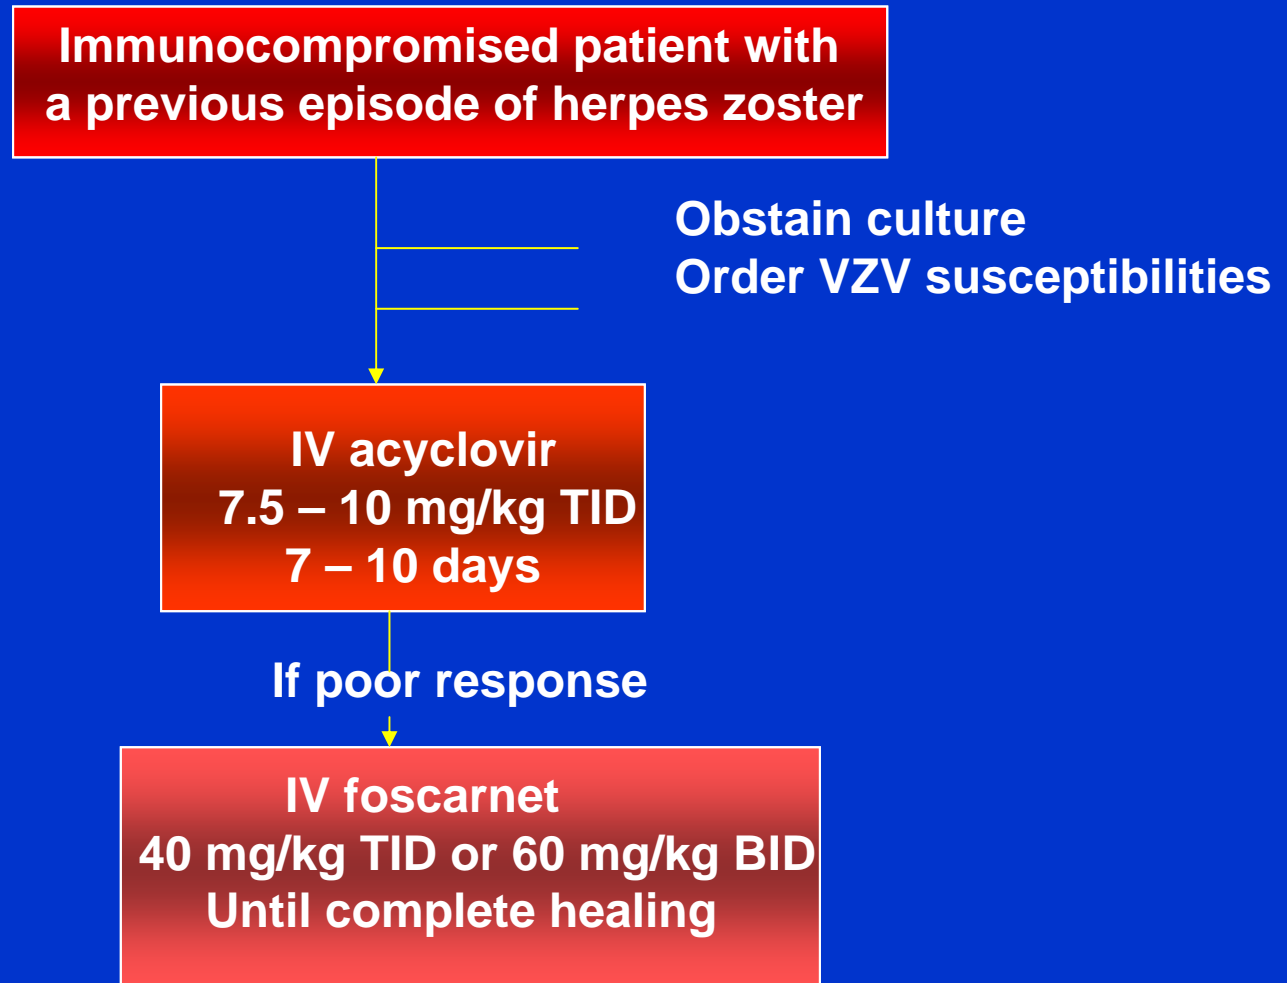 Immunocompromised patient with
a previous episode of herpes zoster
Obstain culture
Order VZV susceptibilities
IV acyclovir
7.5 – 10 mg/kg TID
7 – 10 days
If poor response
IV foscarnet
40 mg/kg TID or 60 mg/kg BID
Until complete healing